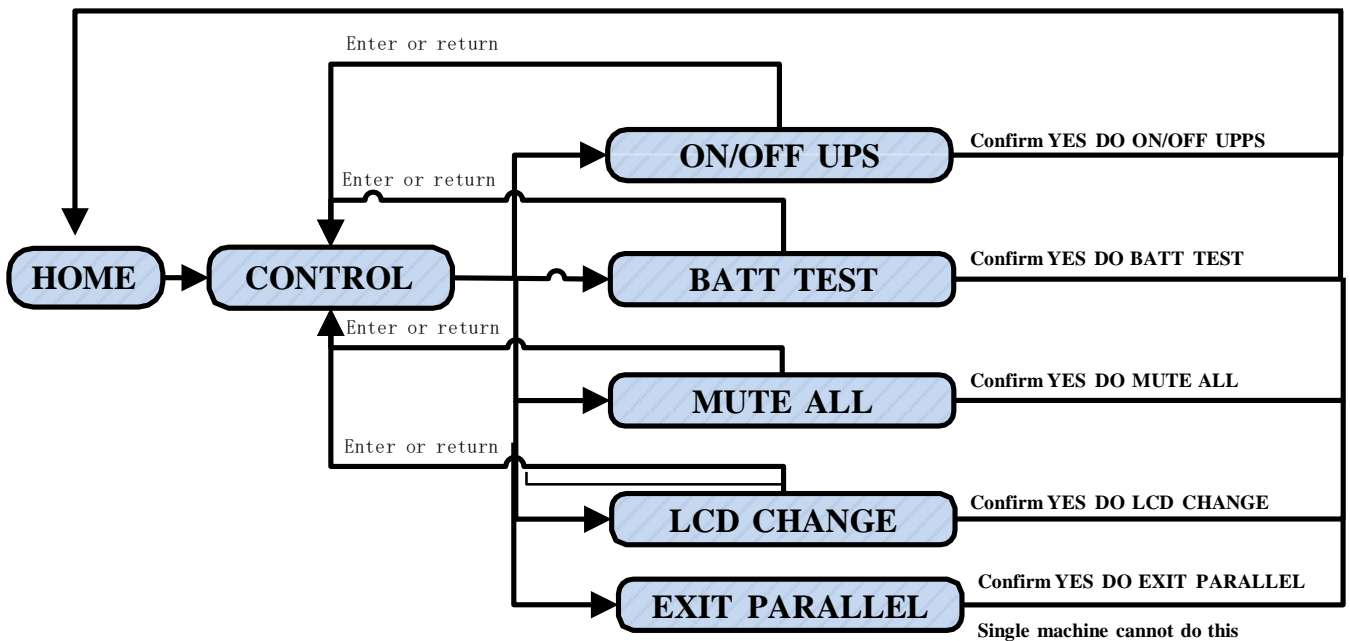 Enter or return
ON/OFF UPS
Confirm YES DO ON/OFF UPPS
Enter or return
HOME
CONTROL
BATT TEST
Confirm YES DO BATT TEST
Enter or return
MUTE ALL
Confirm YES DO MUTE ALL
Enter or return
LCD CHANGE
Confirm YES DO LCD CHANGE
EXIT PARALLEL
Confirm YES DO EXIT PARALLEL
Single machine cannot do this